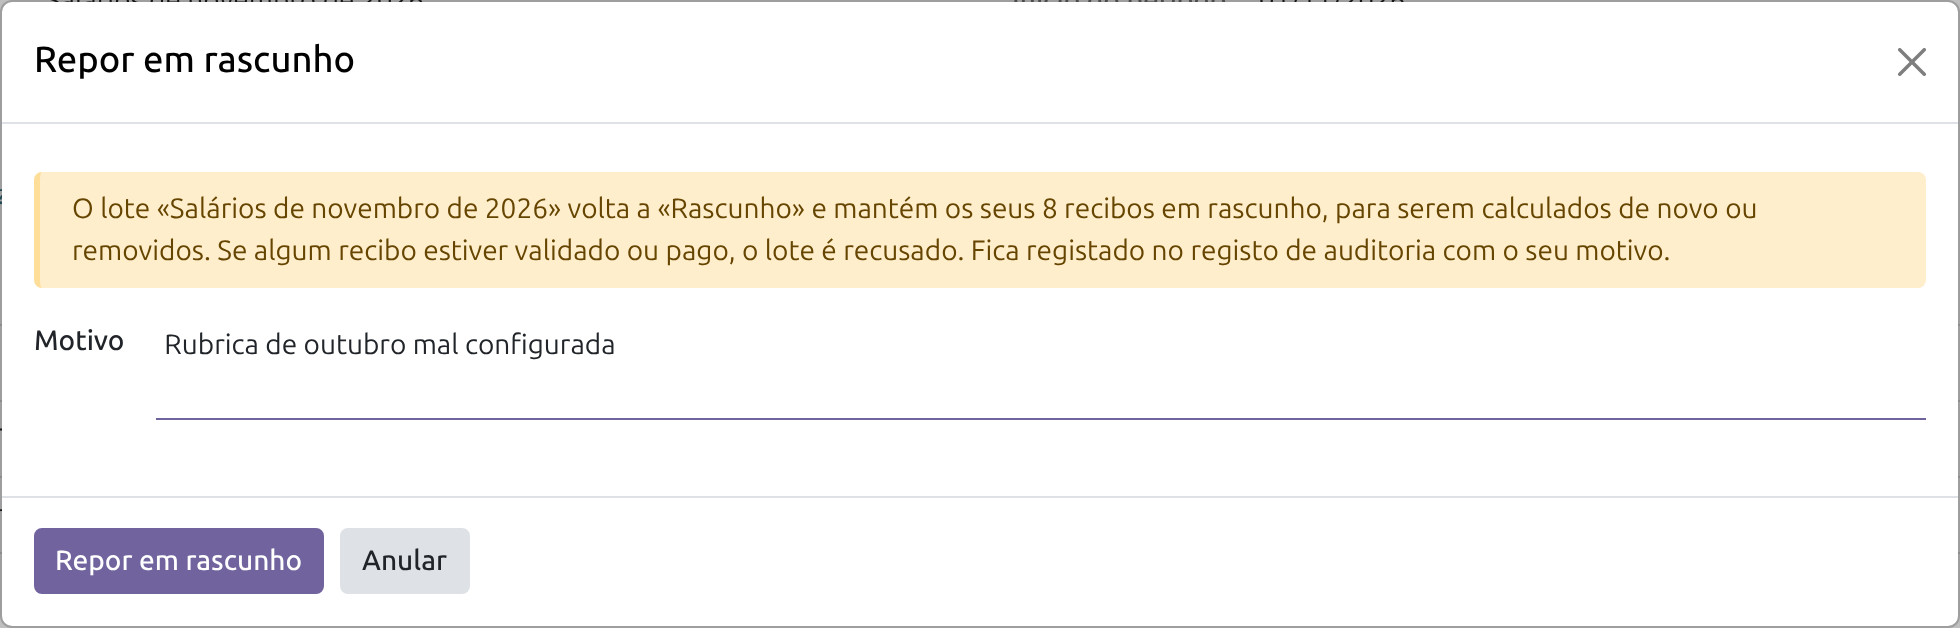 Repor em rascunho
O lote «Salários de novembro de 2026» volta a «Rascunho» e mantém os seus 8 recibos em rascunho, para serem calculados de novo ou
removidos. Se algum recibo estiver validado ou pago, o lote é recusado. Fica registado no registo de auditoria com o seu motivo.
Motivo Rubrica de outubro mal configurada
Repor em rascunho Anular